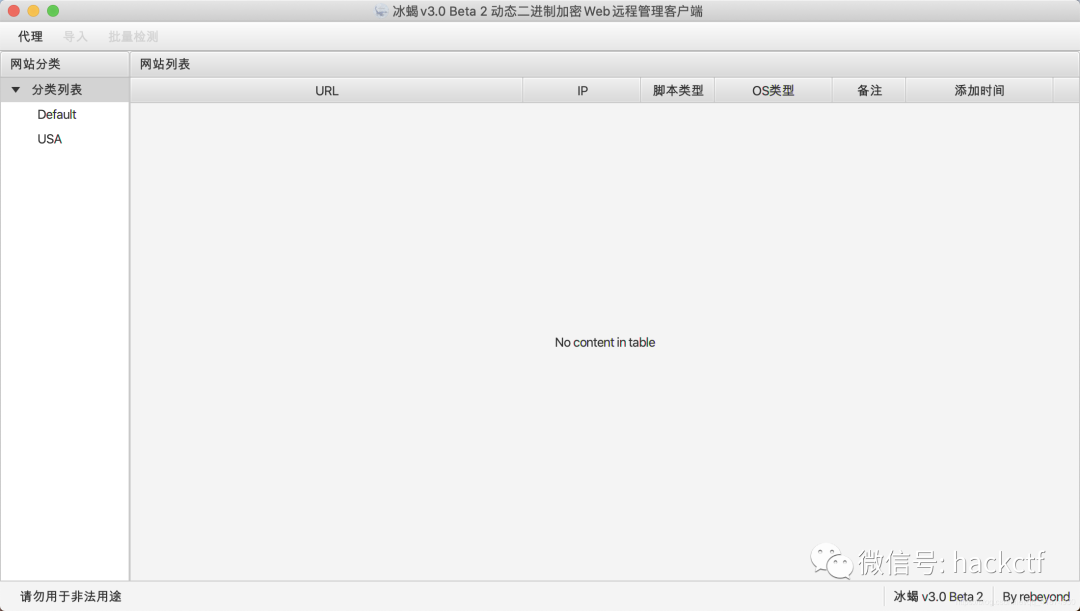 冰蝎 v3.0 Beta 2 动态二进制加密Web远程管理客户端
代理 导入 批量检测
网站分类 网站列表
分类列表 URL IP 脚本类型 OS类型 备注 添加时间
Default
USA
No content in table
微信号: hackctf
请勿用于非法用途 冰蝎 v3.0 Beta 2 By rebeyond